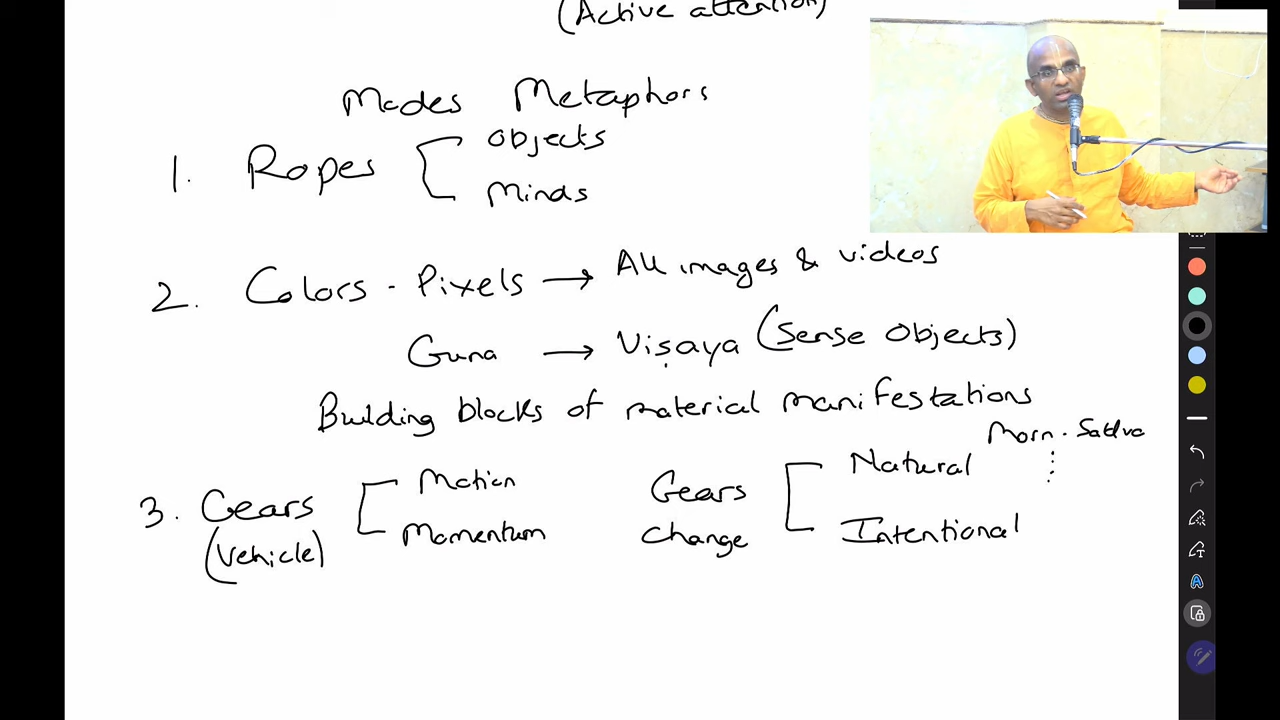 (Active attention)
Modes Metaphors
1. Ropes
Objects
Minds
2. Colors - Pixels → All images & videos
Guna → Viṣaya (Sense Objects)
Building blocks of material manifestations
3. Gears
(Vehicle)
Motion
Momentum
Gears
change
Natural
Intentional
Morn. Sattva